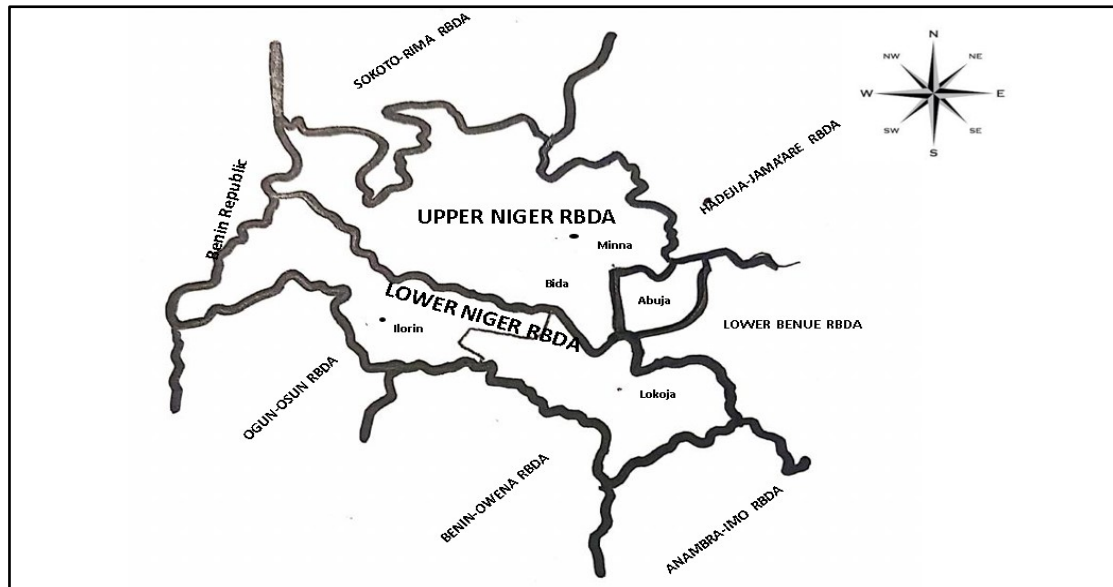 SOKOTO-RIMA RBDA
N
NW
NE
W
E
SW
SE
S
HADEJIA-JAMA'ARE RBDA
Benin Republic
UPPER NIGER RBDA
Minna
Bida
Abuja
LOWER NIGER RBDA
Ilorin
LOWER BENUE RBDA
Lokoja
OGUN-OSUN RBDA
BENIN-OWENA RBDA
ANAMBRA-IMO RBDA